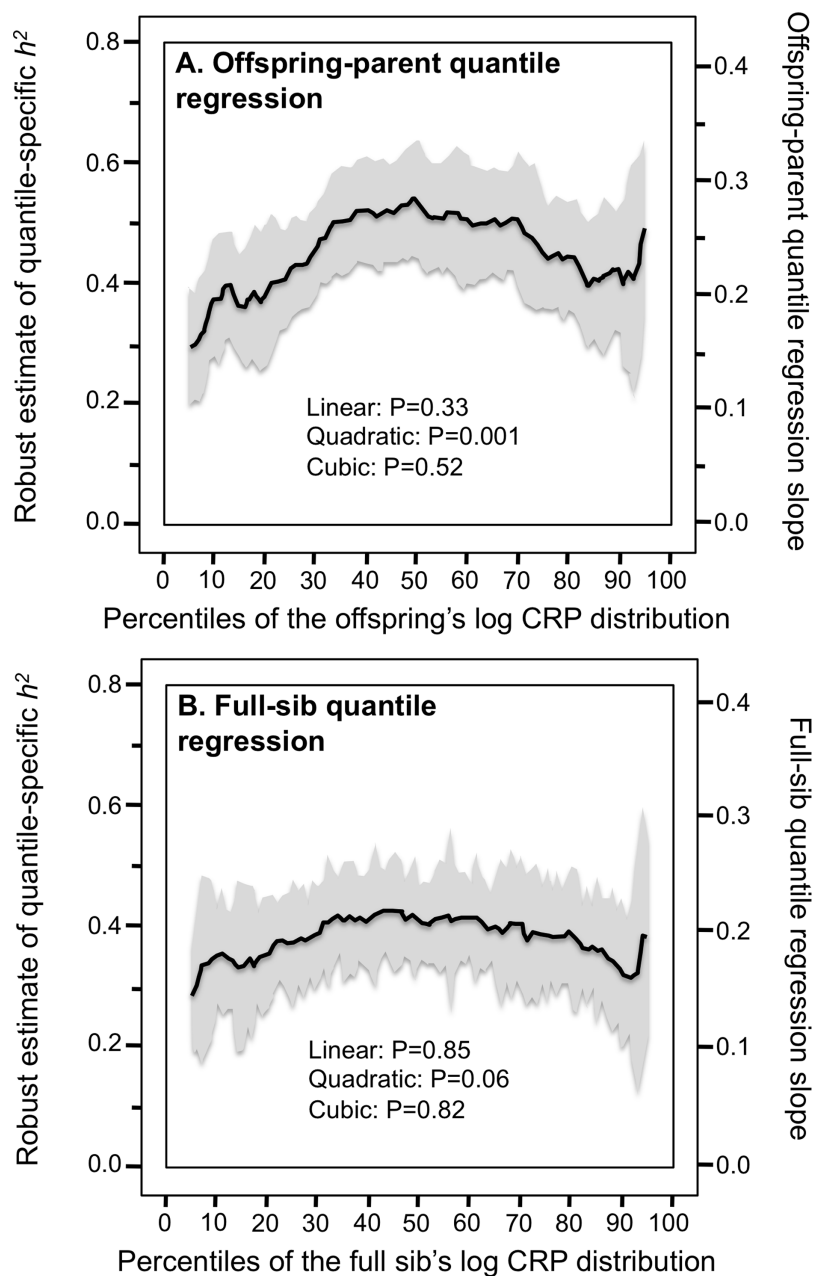 Robust estimate of quantile-specific h²
0.8
0.6
0.4
0.2
0.0
A. Offspring-parent quantile
regression
Linear: P=0.33
Quadratic: P=0.001
Cubic: P=0.52
0.4
0.3
0.2
0.1
0.0
Offspring-parent quantile regression slope
0 10 20 30 40 50 60 70 80 90 100
Percentiles of the offspring’s log CRP distribution
Robust estimate of quantile-specific h²
0.8
0.6
0.4
0.2
0.0
B. Full-sib quantile
regression
Linear: P=0.85
Quadratic: P=0.06
Cubic: P=0.82
0.4
0.3
0.2
0.1
0.0
Full-sib quantile regression slope
0 10 20 30 40 50 60 70 80 90 100
Percentiles of the full sib’s log CRP distribution